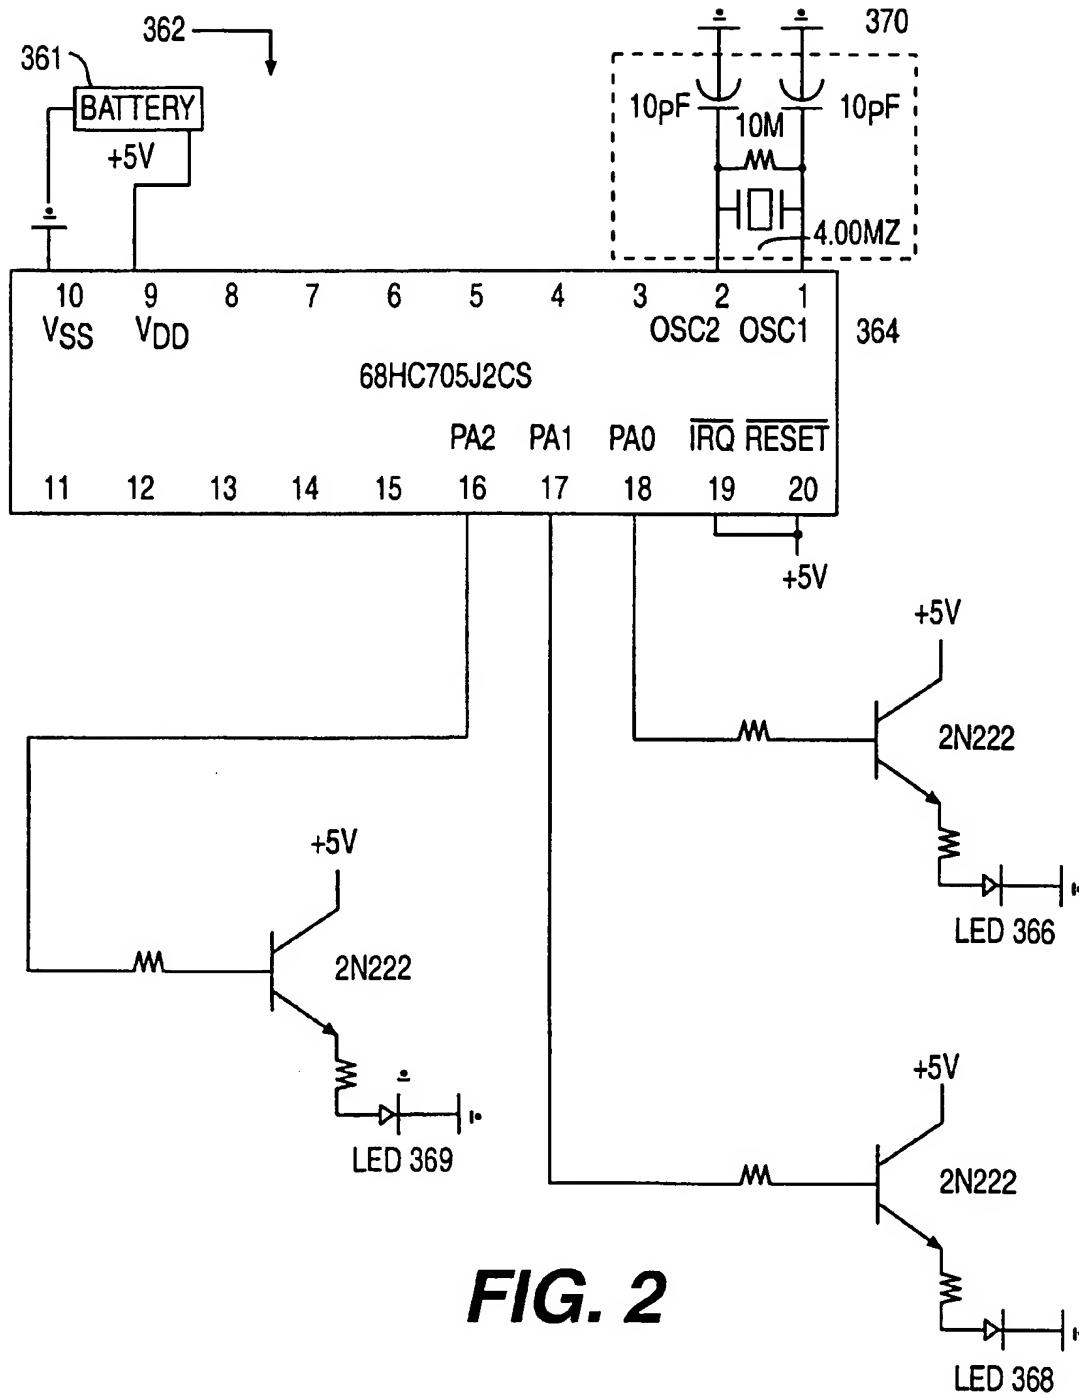 362
370
361
BATTERY
+5V
10pF
10M
10pF
4.00MZ
10 9 8 7 6 5 4 3 2 1
VSS VDD OSC2 OSC1
364
68HC705J2CS
PA2 PA1 PA0 IRQ RESET
11 12 13 14 15 16 17 18 19 20
+5V
+5V
2N222
LED 366
+5V
2N222
LED 369
+5V
2N222
LED 368
FIG. 2